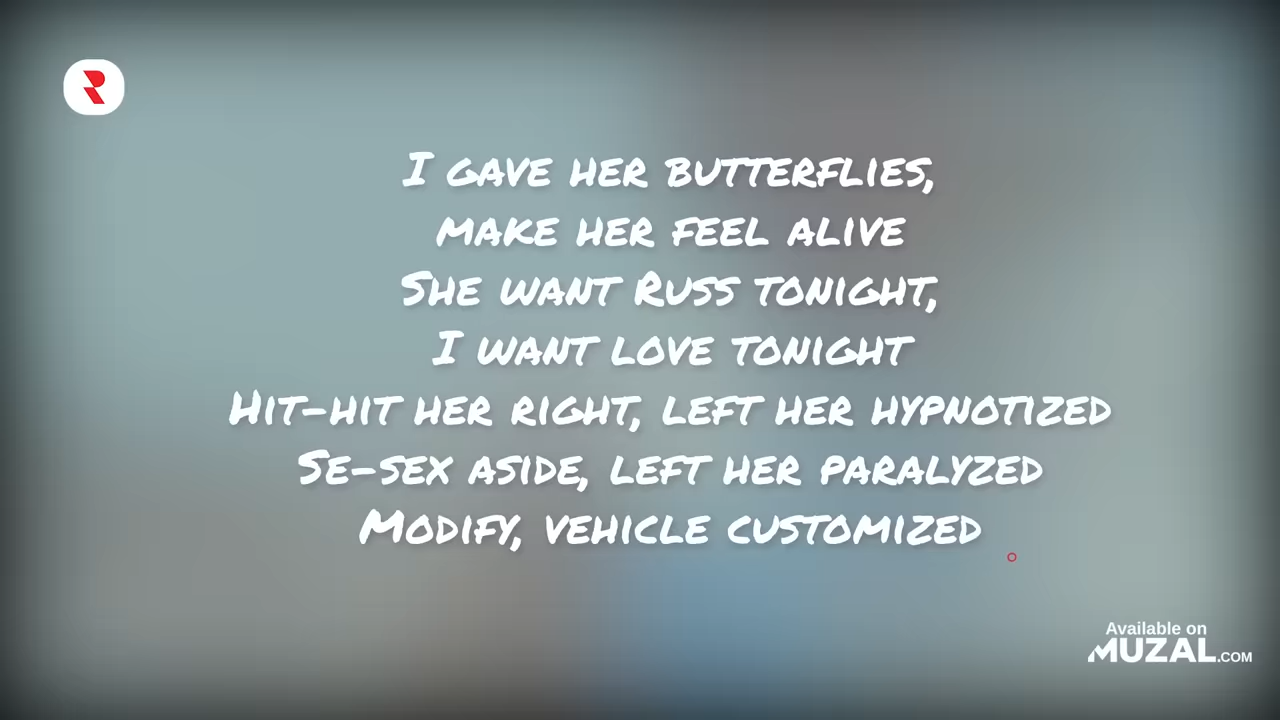 I GAVE HER BUTTERFLIES,
MAKE HER FEEL ALIVE
SHE WANT RUSS TONIGHT,
I WANT LOVE TONIGHT
HIT-HIT HER RIGHT, LEFT HER HYPNOTIZED
SE-SEX ASIDE, LEFT HER PARALYZED
MODIFY, VEHICLE CUSTOMIZED
Available on
MUZAL.COM